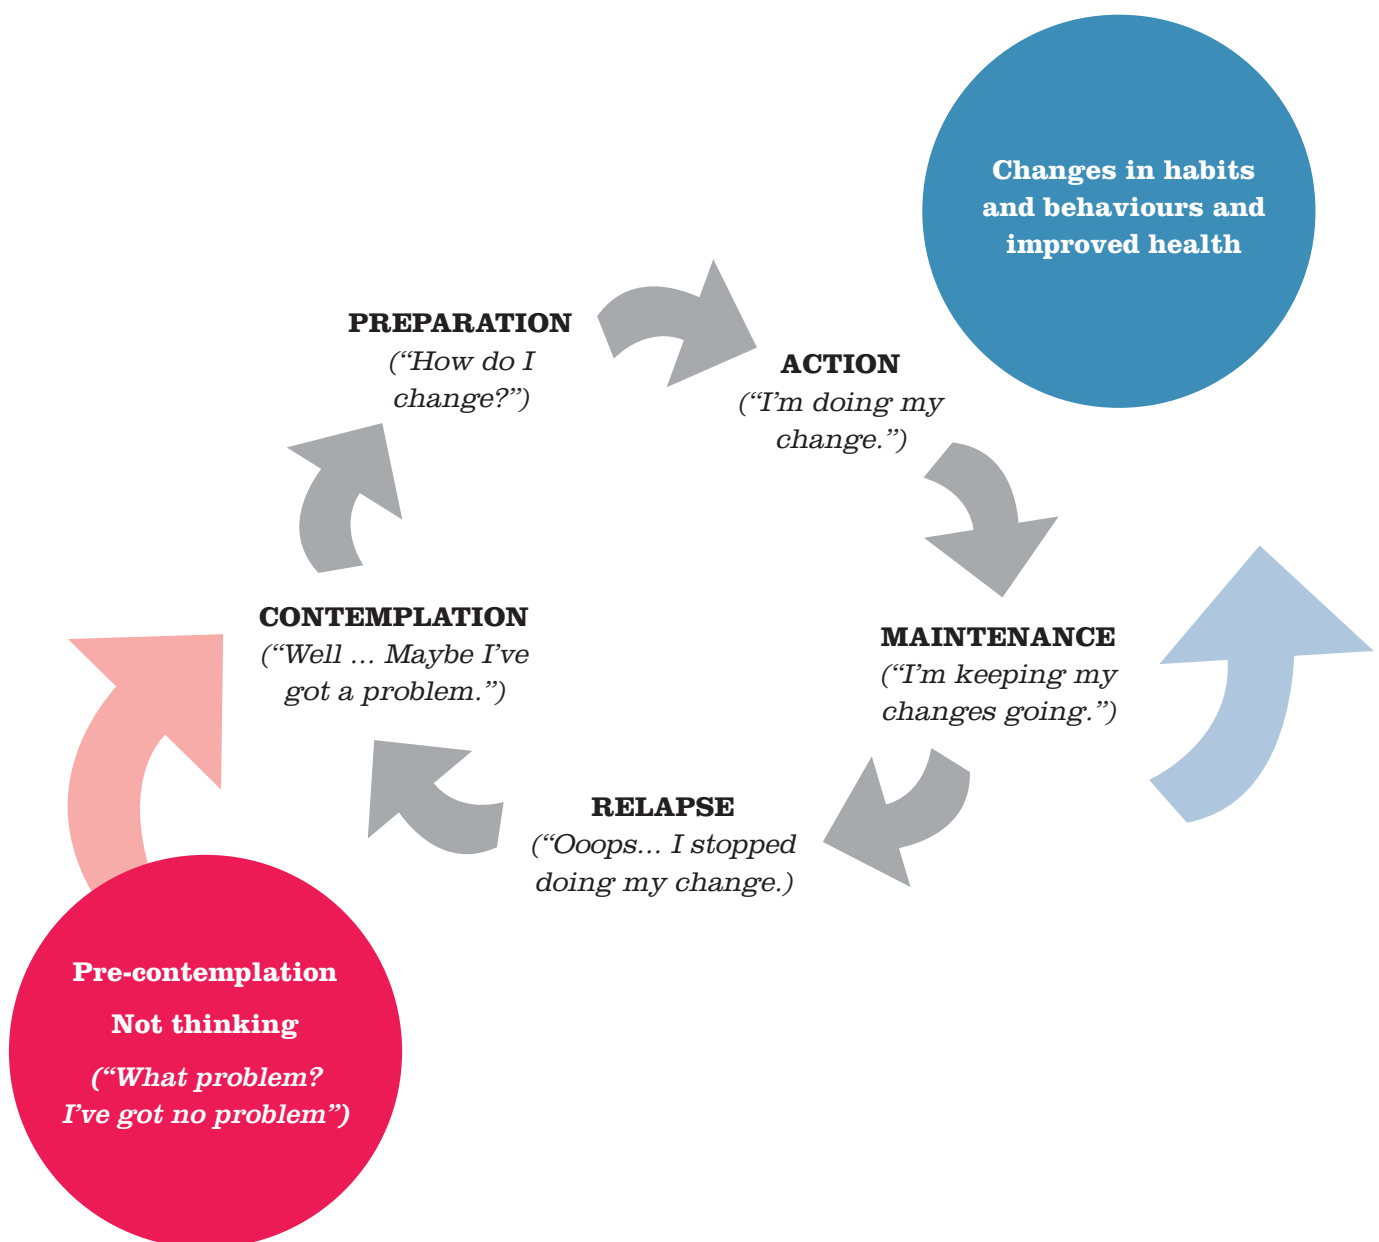 Changes in habits
and behaviours and
improved health
PREPARATION
(“How do I
change?”)
ACTION
(“I’m doing my
change.”)
CONTEMPLATION
(“Well ... Maybe I’ve
got a problem.”)
MAINTENANCE
(“I’m keeping my
changes going.”)
RELAPSE
(“Ooops... I stopped
doing my change.)
Pre-contemplation
Not thinking
(“What problem?
I’ve got no problem”)